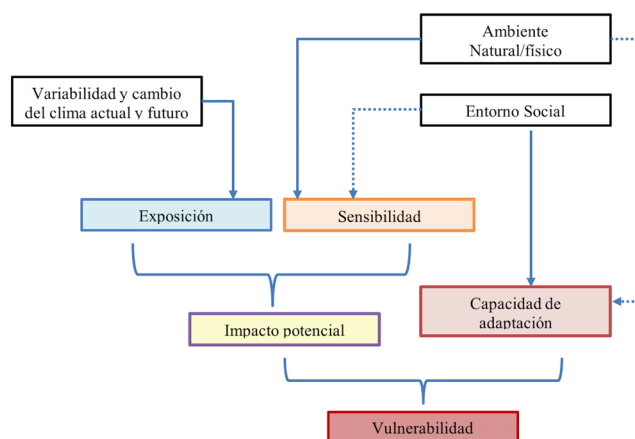 Ambiente
Natural/físico
Variabilidad y cambio
del clima actual y futuro
Entorno Social
Exposición
Sensibilidad
Capacidad de
adaptación
Impacto potencial
Vulnerabilidad